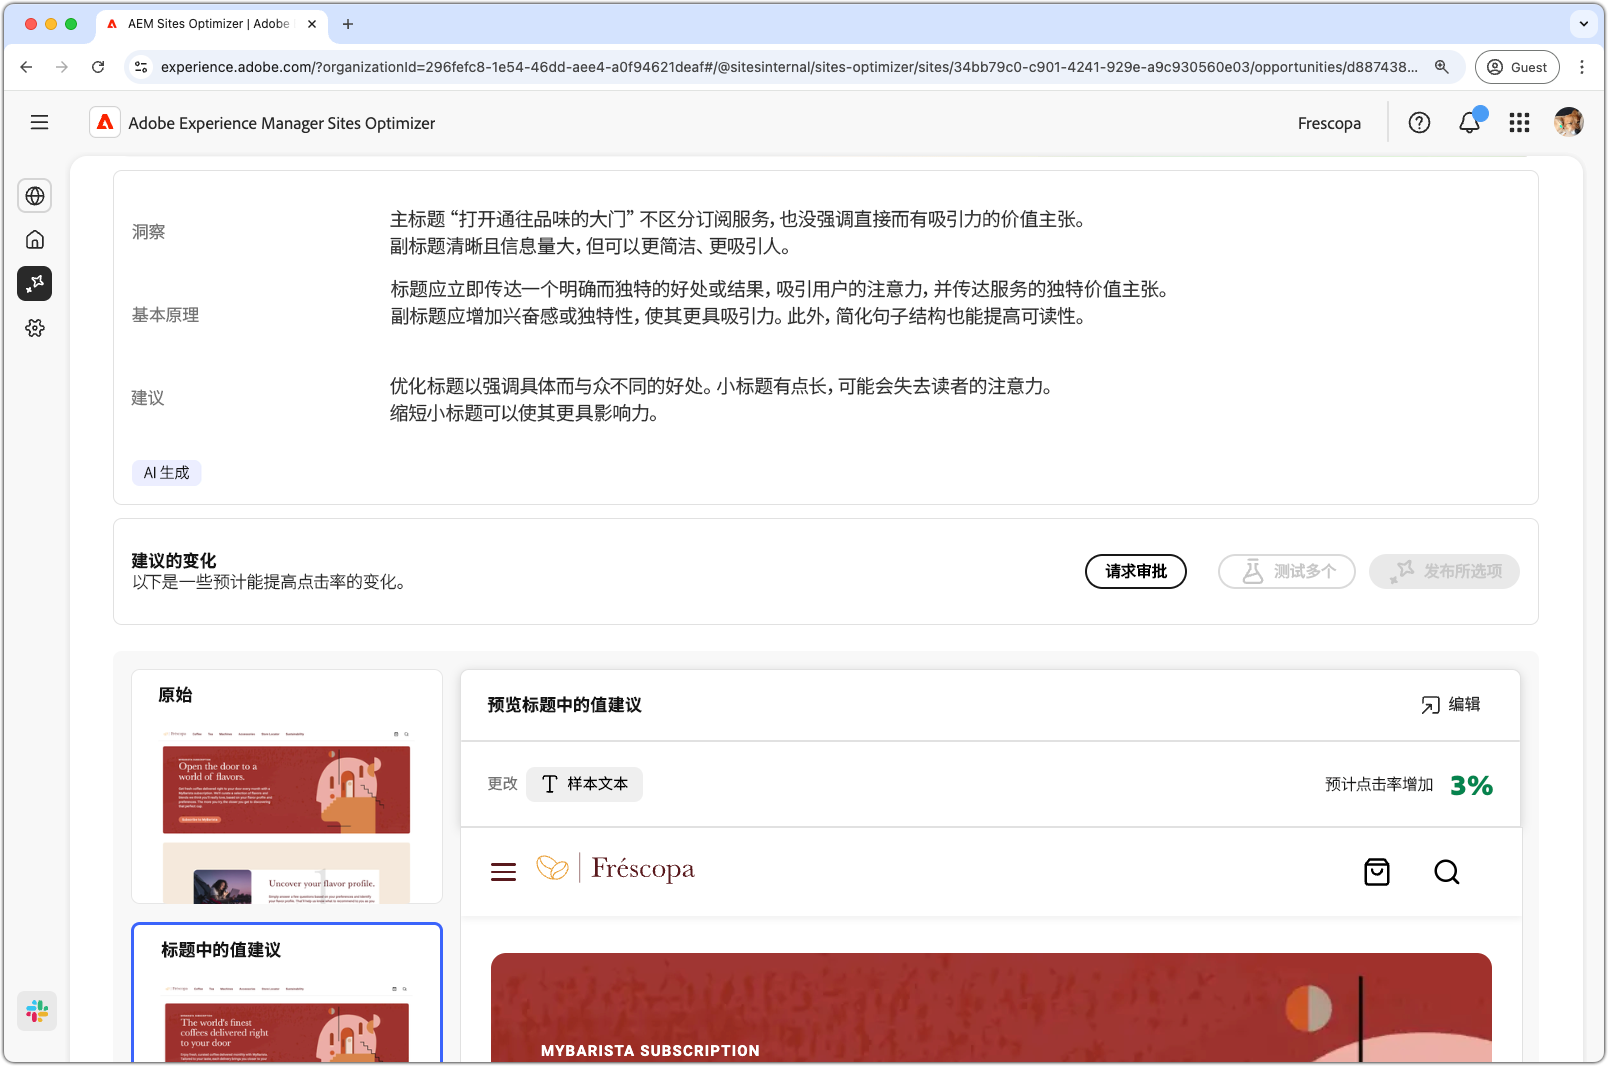 AEM Sites Optimizer | Adobe
experience.adobe.com/?organizationId=296fefc8-1e54-46dd-aee4-a0f94621deaf#/@sitesinternal/sites-optimizer/sites/34bb79c0-c901-4241-929e-a9c930560e03/opportunities/d887438...
Guest
Adobe Experience Manager Sites Optimizer
Frescopa
洞察
主标题 “打开通往品味的大门” 不区分订阅服务，也没强调直接而有吸引力的价值主张。
副标题清晰且信息量大，但可以更简洁、更吸引人。
基本原理
标题应立即传达一个明确而独特的好处或结果，吸引用户的注意力，并传达服务的独特价值主张。
副标题应增加兴奋感或独特性，使其更具吸引力。此外，简化句子结构也能提高可读性。
建议
优化标题以强调具体而与众不同的好处。小标题有点长，可能会失去读者的注意力。
缩短小标题可以使其更具影响力。
AI 生成
建议的变化
以下是一些预计能提高点击率的变化。
请求审批
测试多个
发布所选项
原始
Open the door to a
world of flavors.
Uncover your flavor profile.
标题中的值建议
The world's finest
coffees delivered right
to your door
预览标题中的值建议
编辑
更改
样本文本
预计点击率增加 3%
Fréscopa
MYBARISTA SUBSCRIPTION